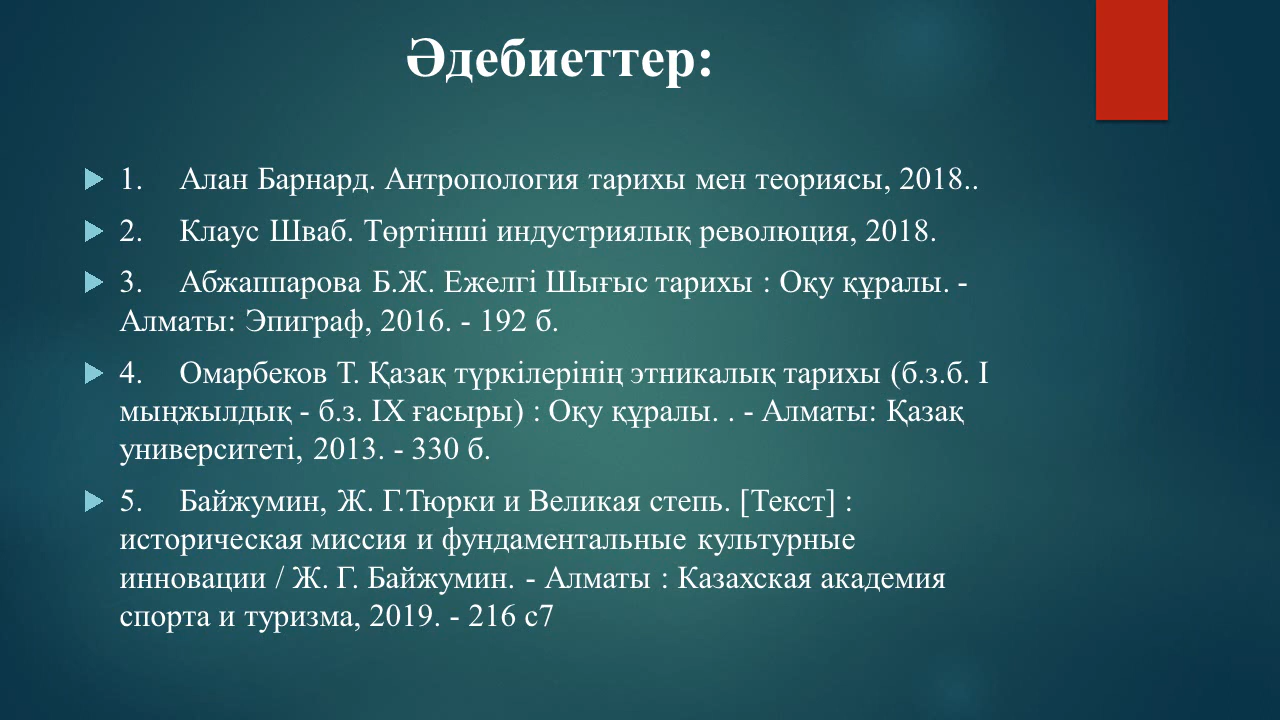 Әдебиеттер:
1. Алан Барнард. Антропология тарихы мен теориясы, 2018..
2. Клаус Шваб. Төртінші индустриялық революция, 2018.
3. Абжаппарова Б.Ж. Ежелгі Шығыс тарихы : Оқу құралы. -
Алматы: Эпиграф, 2016. - 192 б.
4. Омарбеков Т. Қазақ түркілерінің этникалық тарихы (б.з.б. I
мыңжылдық - б.з. IX ғасыры) : Оқу құралы. . - Алматы: Қазақ
университеті, 2013. - 330 б.
5. Байжумин, Ж. Г.Тюрки и Великая степь. [Текст] :
историческая миссия и фундаментальные культурные
инновации / Ж. Г. Байжумин. - Алматы : Казахская академия
спорта и туризма, 2019. - 216 с7